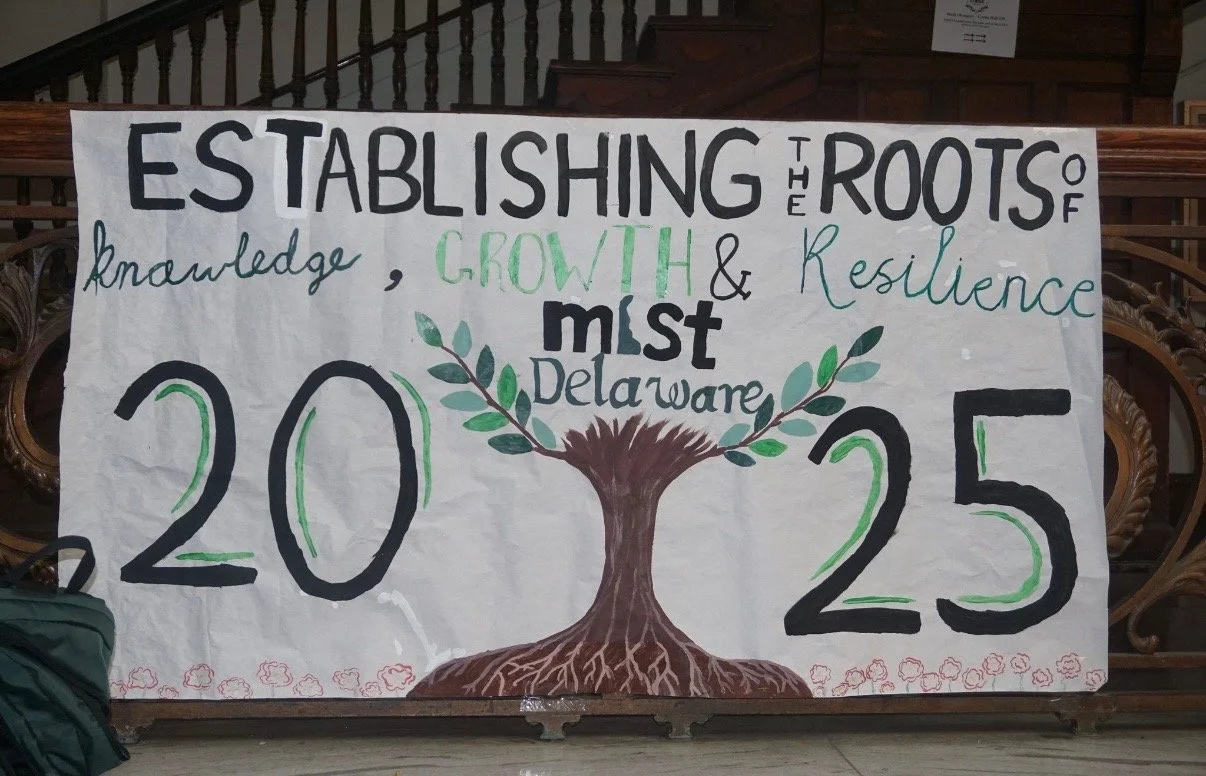 ESTABLISHING THE ROOTS OF
knowledge, GROWTH & Resilience
mist
Delaware
2025